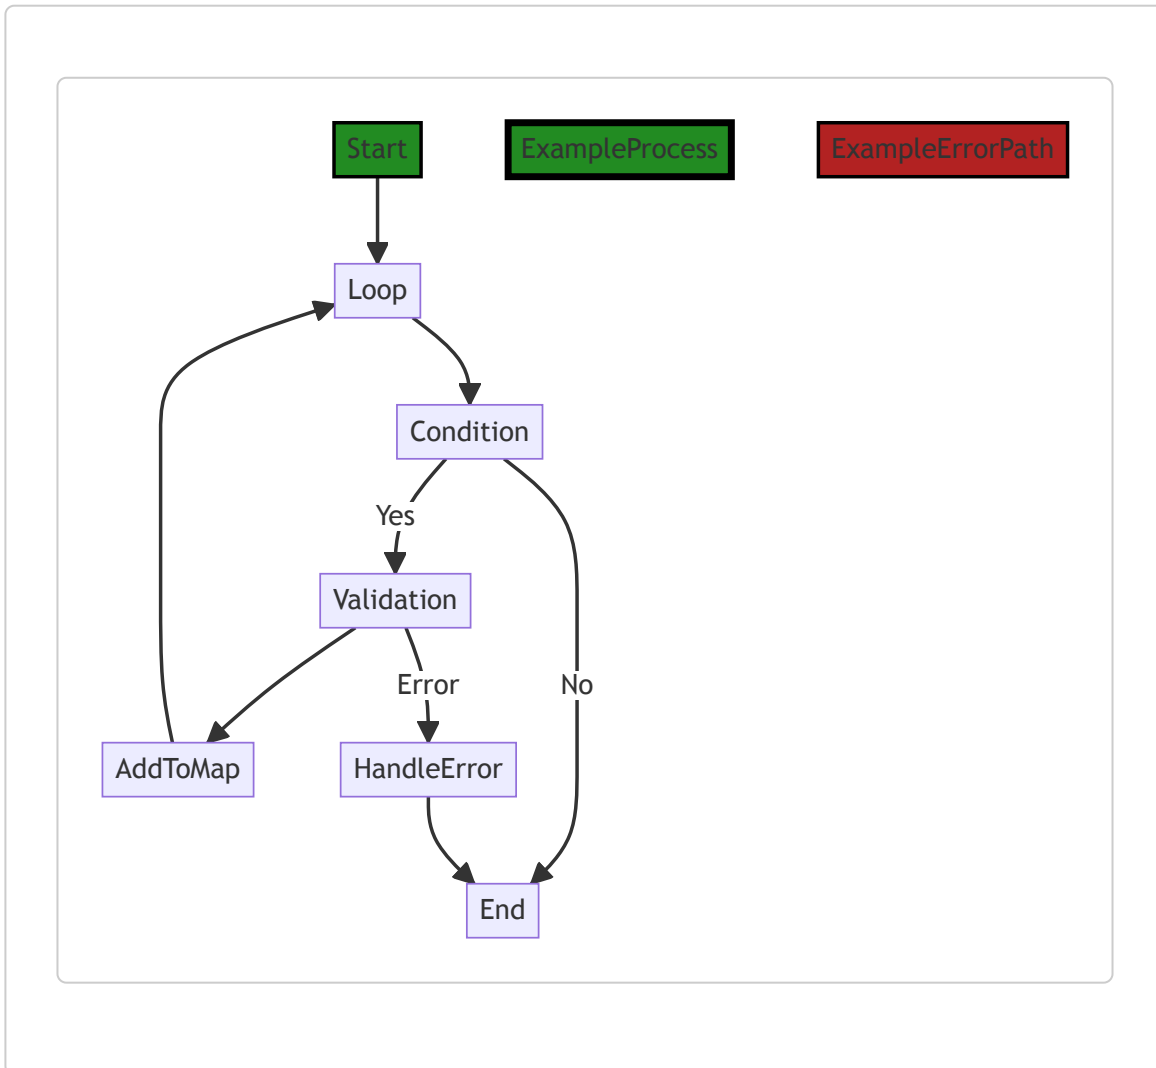 Start
ExampleProcess
ExampleErrorPath
Loop
Condition
Yes
Validation
Error
No
AddToMap
HandleError
End